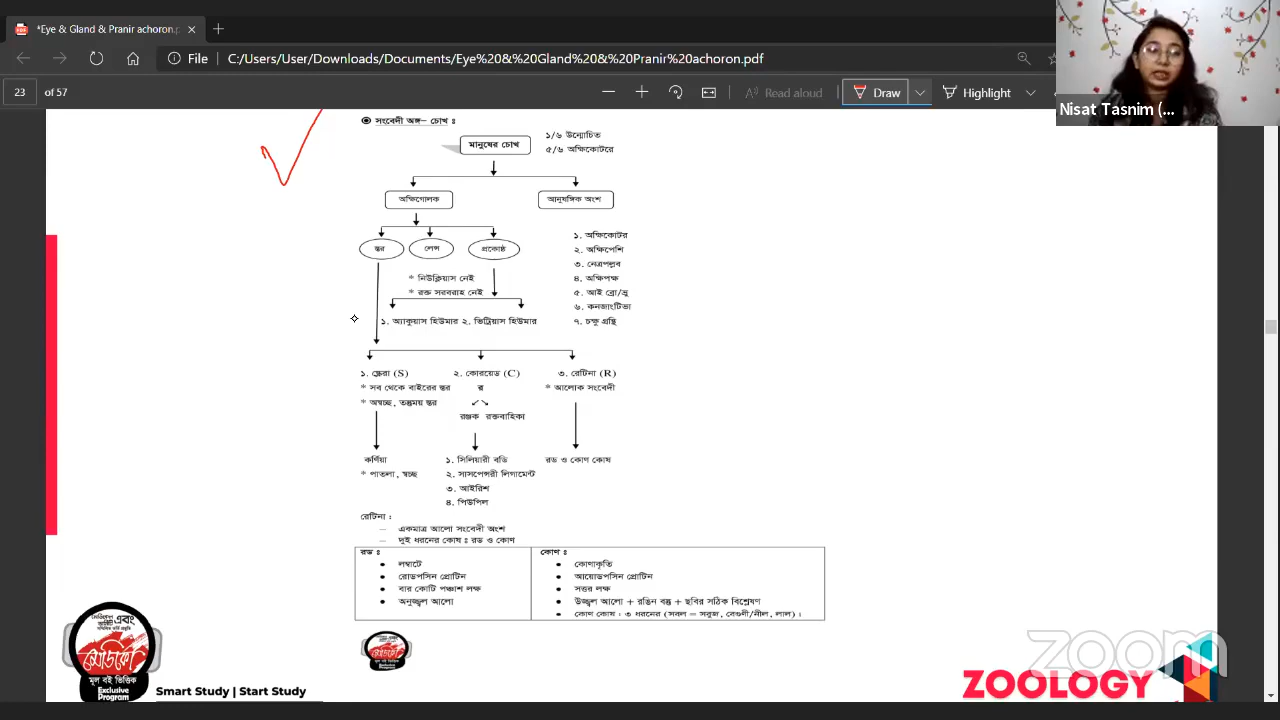 *Eye & Gland & Pranir achoron.p
File
C:/Users/User/Downloads/Documents/Eye%20&%20Gland%20&%20Pranir%20achoron.pdf
23 of 57
Read aloud
Draw
Highlight
Nisat Tasnim (...
সংবেদী অঙ্গ– চোখ ঃ
মানুষের চোখ
১/৬ উন্মোচিত
৫/৬ অক্ষিকোটরে
অক্ষিগোলক
আনুষঙ্গিক অংশ
স্তর
লেন্স
প্রকোষ্ঠ
* নিউক্লিয়াস নেই
* রক্ত সরবরাহ নেই
১. অ্যাকুয়াস হিউমার ২. ভিট্রিয়াস হিউমার
১. অক্ষিকোটর
২. অক্ষিপেশি
৩. নেত্রপল্লব
৪. অক্ষিপক্ষ
৫. আই ব্রো/ভ্রূ
৬. কনজাংটিভা
৭. চক্ষু গ্রন্থি
১. স্ক্লেরা (S)
* সব থেকে বাইরের স্তর
* অস্বচ্ছ, তন্তুময় স্তর
কর্ণিয়া
* পাতলা, স্বচ্ছ
২. কোরয়েড (C)
র
রঞ্জক রক্তবাহিকা
১. সিলিয়ারী বডি
২. সাসপেন্সরী লিগামেন্ট
৩. আইরিশ
৪. পিউপিল
৩. রেটিনা (R)
* আলোক সংবেদী
রড ও কোণ কোষ
রেটিনা :
– একমাত্র আলো সংবেদী অংশ
– দুই ধরনের কোষ ঃ রড ও কোণ
রড ঃ
লম্বাটে
রোডপসিন প্রোটিন
বার কোটি পঞ্চাশ লক্ষ
অনুজ্জ্বল আলো
কোণ ঃ
কোণাকৃতি
আয়োডপসিন প্রোটিন
সত্তর লক্ষ
উজ্জ্বল আলো + রঙিন বস্তু + ছবির সঠিক বিশ্লেষণ
কোণ কোষ : ৩ ধরনের (সকল = সবুজ, বেগুণী/নীল, লাল)।
মূল বই ভিত্তিক
Exclusive
Program
Smart Study | Start Study
zoom
ZOOLOGY